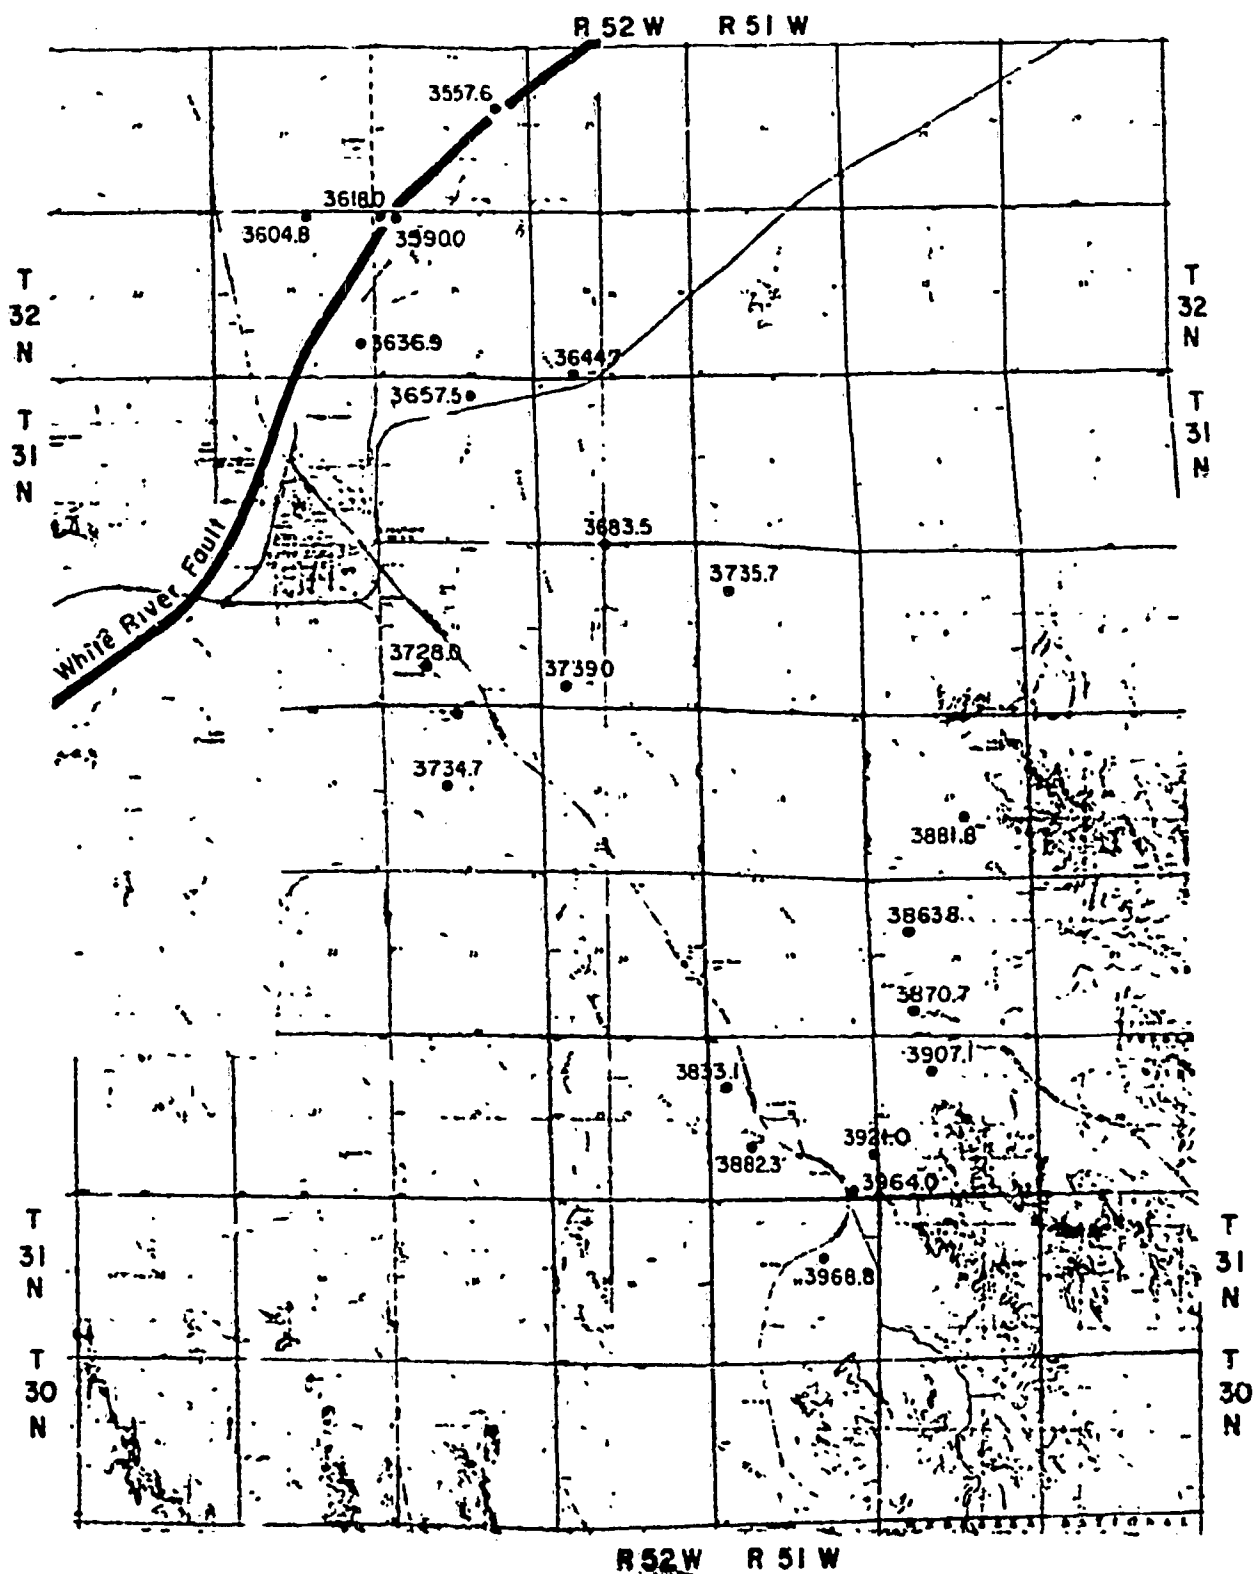 R 52 W R 51 W
3557.6
3618.0
3604.8
3590.0
T
32
N
T
32
N
3636.9
3644.7
3657.5
T
31
N
T
31
N
3683.5
3735.7
White River Fault
3728.0
3739.0
3734.7
3881.8
3863.8
3870.7
3907.1
3833.1
3921.0
3882.3
3964.0
T
31
N
T
31
N
3968.8
T
30
N
T
30
N
R 52 W R 51 W